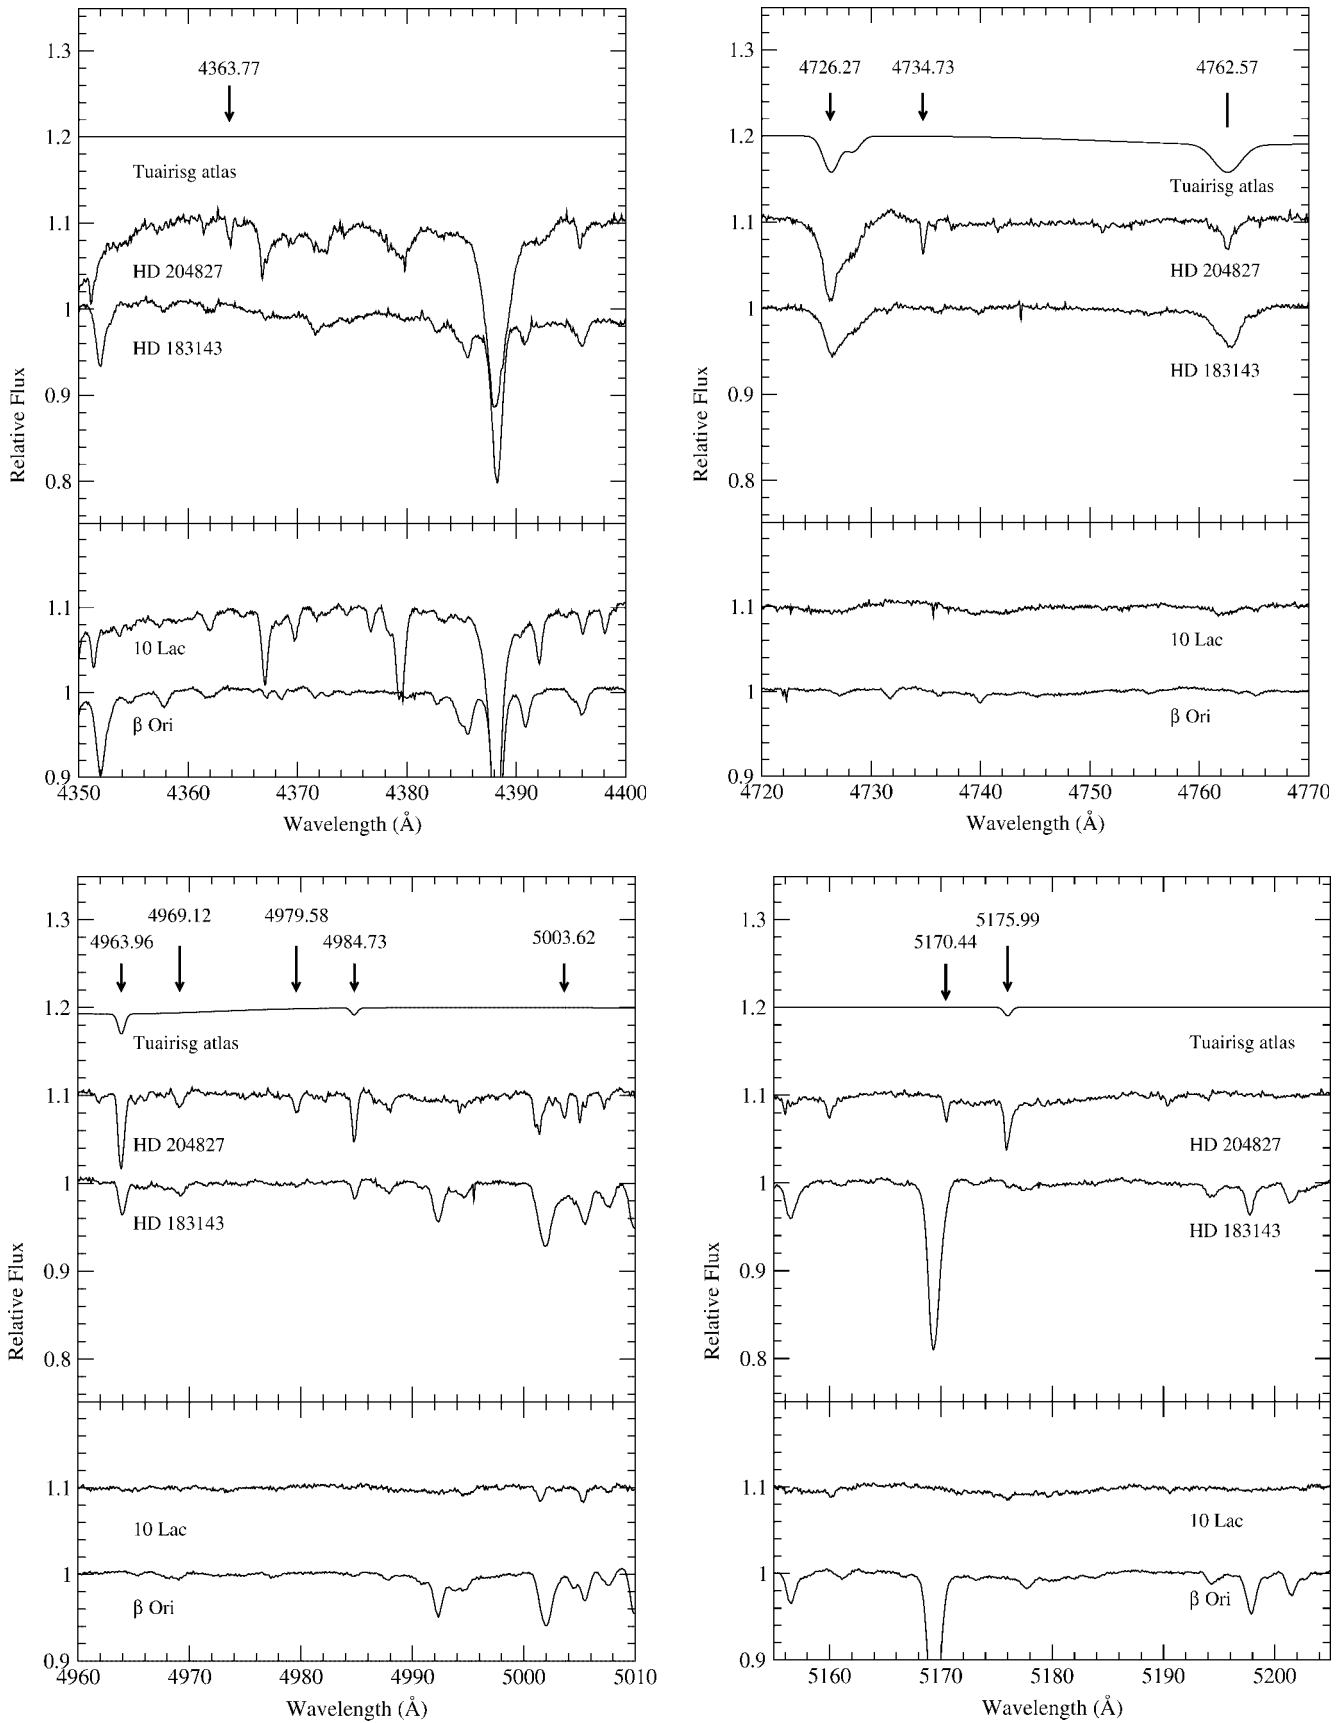 1.3
4363.77
1.2
Tuairisg atlas
1.1
HD 204827
1
HD 183143
0.9
0.8
Relative Flux
1.1
10 Lac
1
β Ori
0.9
4350 4360 4370 4380 4390 4400
Wavelength (Å)
1.3
4726.27 4734.73 4762.57
1.2
Tuairisg atlas
1.1
HD 204827
1
HD 183143
0.9
0.8
Relative Flux
1.1
10 Lac
1
β Ori
0.9
4720 4730 4740 4750 4760 4770
Wavelength (Å)
1.3
4969.12 4979.58
4963.96 4984.73 5003.62
1.2
Tuairisg atlas
1.1
HD 204827
1
HD 183143
0.9
0.8
Relative Flux
1.1
10 Lac
1
β Ori
0.9
4960 4970 4980 4990 5000 5010
Wavelength (Å)
1.3
5175.99
5170.44
1.2
Tuairisg atlas
1.1
HD 204827
1
HD 183143
0.9
0.8
Relative Flux
1.1
10 Lac
1
β Ori
0.9
5160 5170 5180 5190 5200
Wavelength (Å)